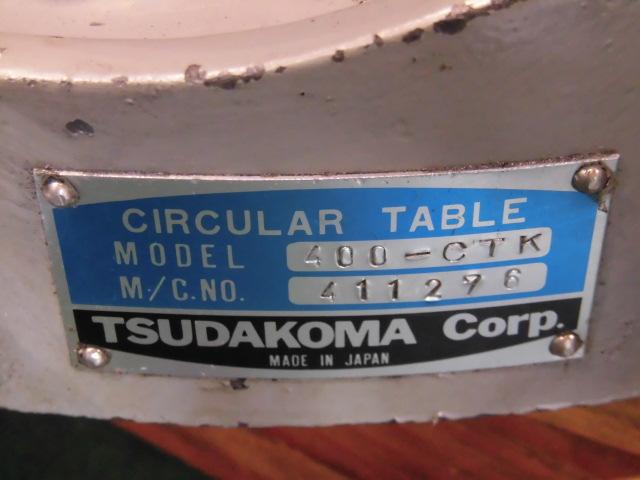 CIRCULAR TABLE
MODEL 400-CTK
M/C.NO. 411276
TSUDAKOMA Corp.
MADE IN JAPAN